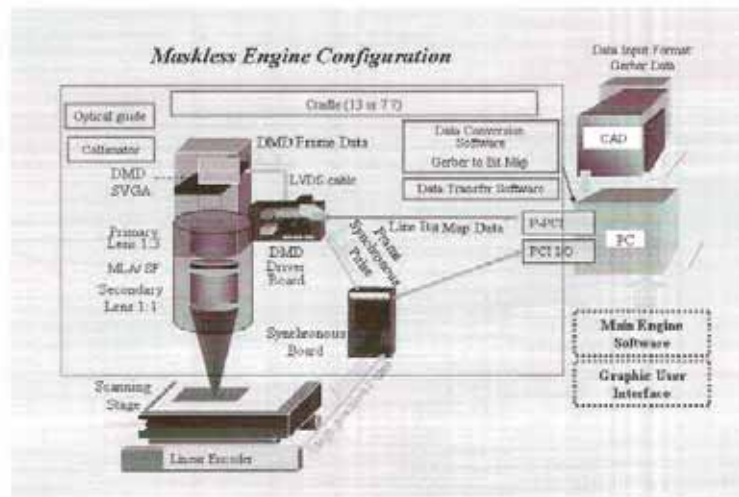 Maskless Engine Configuration
Data Input Format:
Gerber Data
Cradle (13 or 7 ?)
Optical guide
Collimator
DMD Frame Data
Data Conversion
Software
Gerber to Bit Map
CAD
DMD
SVGA
LVDS cable
Data Transfer Software
Primary
Lens 1:3
Line Bit Map Data
P-PCI
PC
MLA/SF
DMD
Driver
Board
Frame
Synchronous
Pulse
PCI I/O
Secondary
Lens 1:1
Synchronous
Board
Main Engine
Software
Scanning
Stage
Graphic User
Interface
Linear Encoder